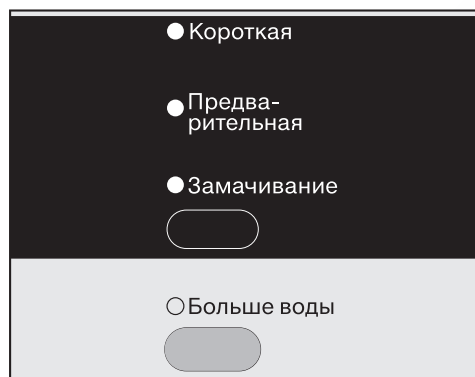 Короткая
Предва-
рительная
Замачивание
Больше воды